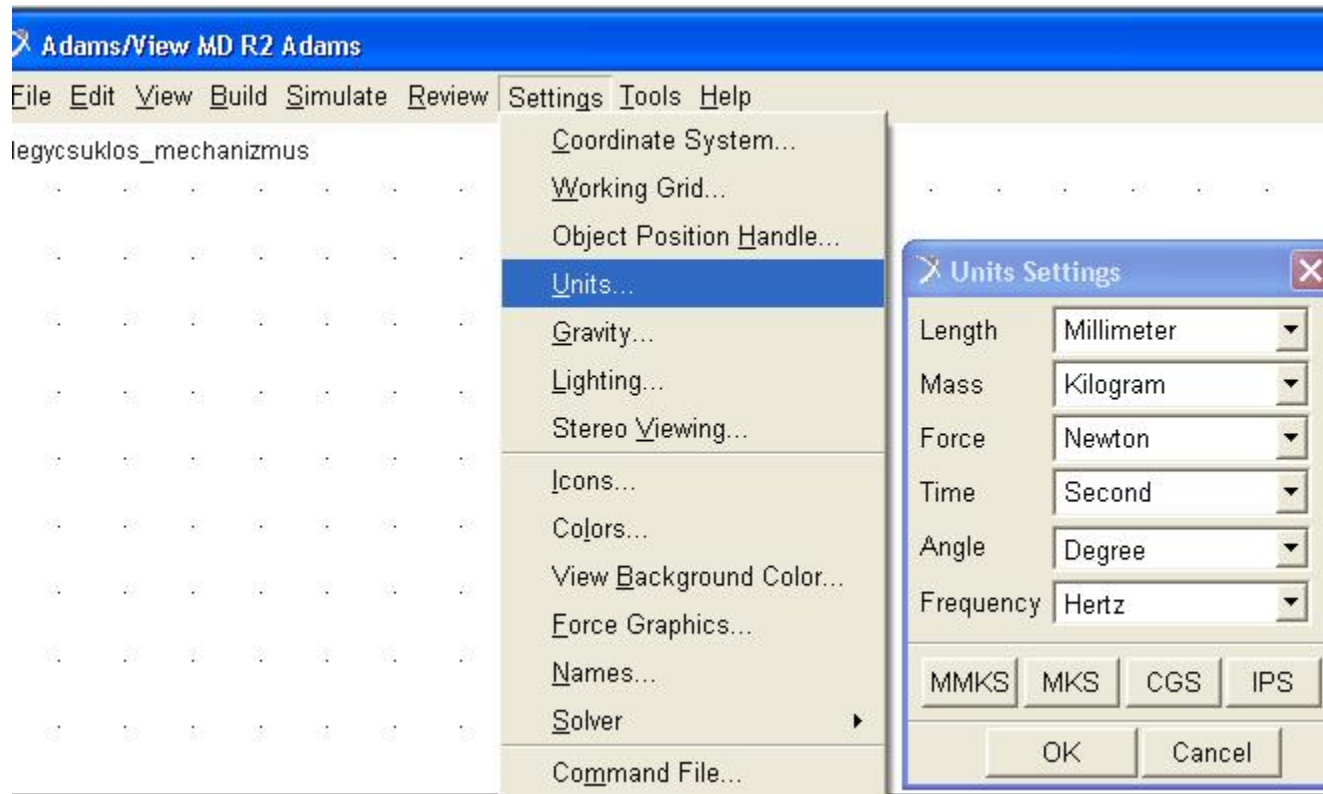 Adams/View MD R2 Adams
File Edit View Build Simulate Review Settings Tools Help
legycsuklos_mechanizmus
Coordinate System...
Working Grid...
Object Position Handle...
Units...
Gravity...
Lighting...
Stereo Viewing...
Icons...
Colors...
View Background Color...
Force Graphics...
Names...
Solver
Command File...
Units Settings
Length Millimeter
Mass Kilogram
Force Newton
Time Second
Angle Degree
Frequency Hertz
MMKS MKS CGS IPS
OK Cancel